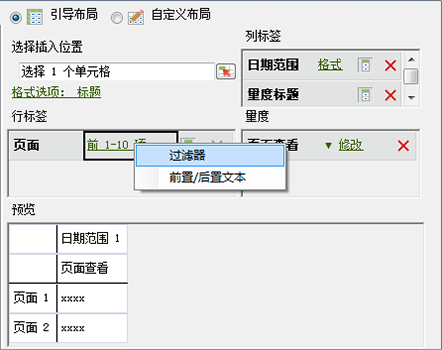 引导布局 自定义布局
选择插入位置
选择 1 个单元格
格式选项： 标题
列标签
日期范围 格式
量度标题
行标签
页面 前 1-10 项
量度
页面查看 ▼ 修改
过滤器
前置/后置文本
预览
日期范围 1
页面查看
页面 1 xxxx
页面 2 xxxx